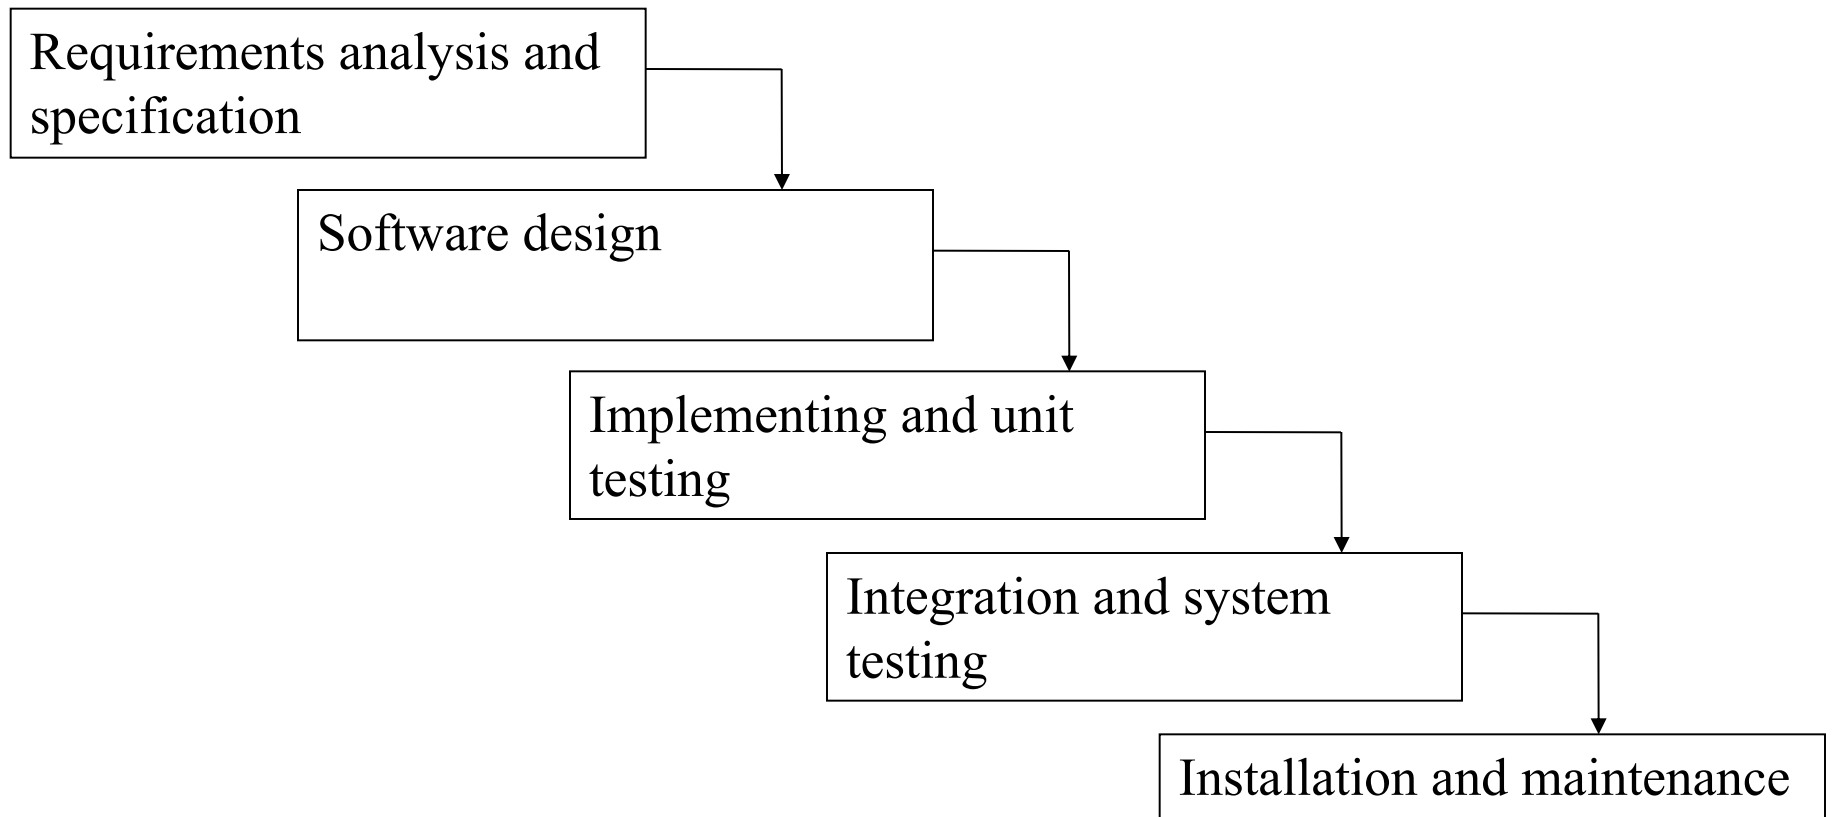 Requirements analysis and
specification
Software design
Implementing and unit
testing
Integration and system
testing
Installation and maintenance